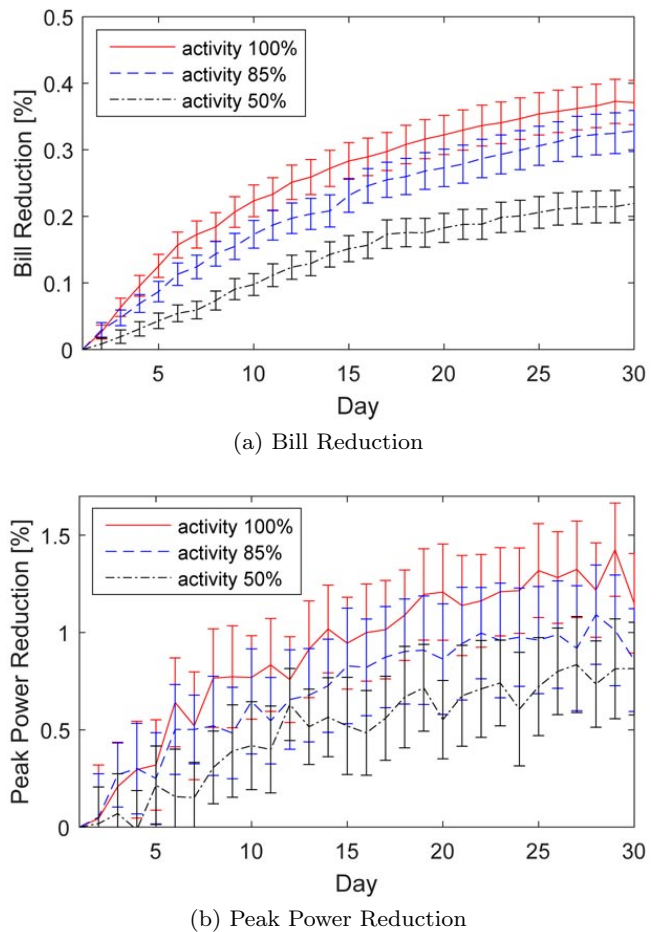 0.5
0.4
0.3
0.2
0.1
0
Bill Reduction [%]
activity 100%
activity 85%
activity 50%
5 10 15 20 25 30
Day
(a) Bill Reduction
1.5
1
0.5
0
Peak Power Reduction [%]
activity 100%
activity 85%
activity 50%
5 10 15 20 25 30
Day
(b) Peak Power Reduction